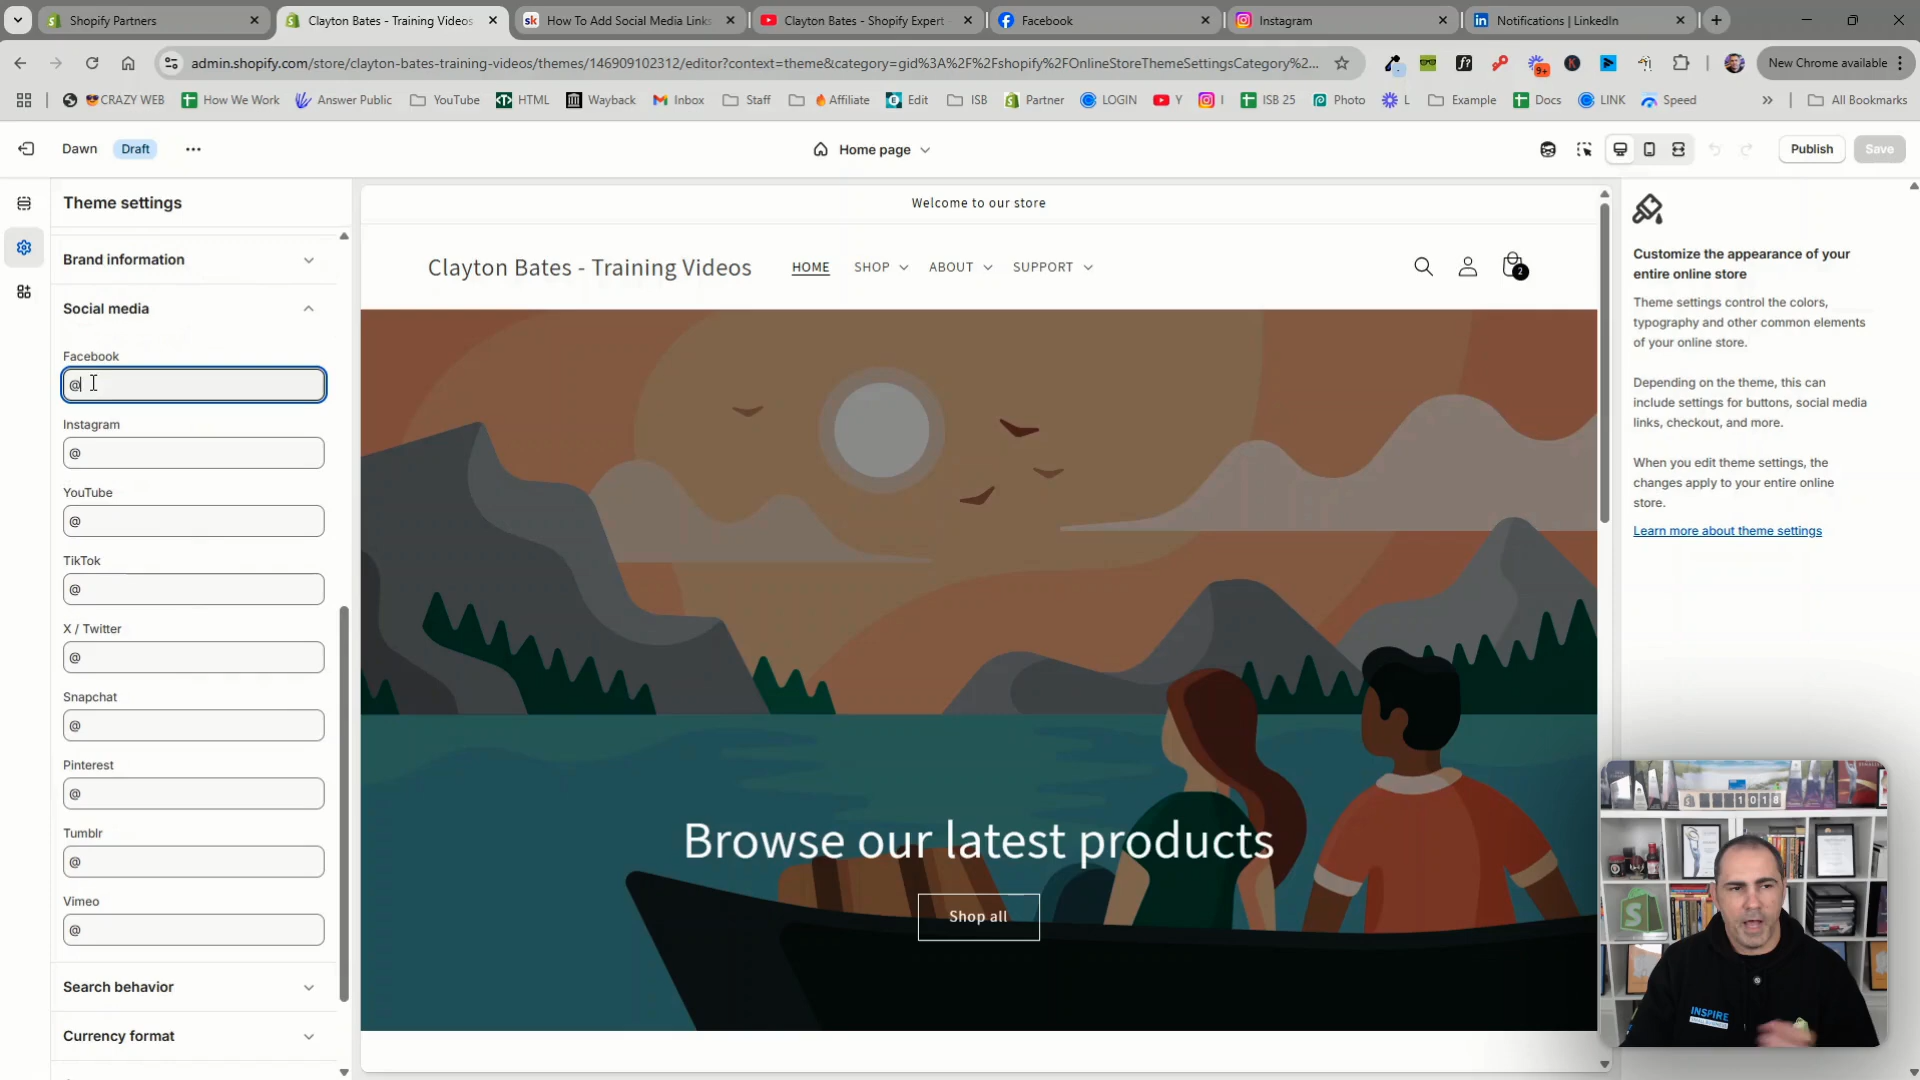 Shopify Partners
Clayton Bates - Training Videos
How To Add Social Media Links
Clayton Bates - Shopify Expert -
Facebook
Instagram
Notifications | LinkedIn
admin.shopify.com/store/clayton-bates-training-videos/themes/146909102312/editor?context=theme&category=gid%3A%2F%2Fshopify%2FOnlineStoreThemeSettingsCategory%2...
9+
New Chrome available
CRAZY WEB
How We Work
Answer Public
YouTube
HTML
Wayback
Inbox
Staff
Affiliate
Edit
ISB
Partner
LOGIN
Y
I
ISB 25
Photo
L
Example
Docs
LINK
Speed
All Bookmarks
Dawn
Draft
Home page
Publish
Save
Theme settings
Brand information
Social media
Facebook
@
Instagram
@
YouTube
@
TikTok
@
X / Twitter
@
Snapchat
@
Pinterest
@
Tumblr
@
Vimeo
@
Search behavior
Currency format
Welcome to our store
Clayton Bates - Training Videos
HOME
SHOP
ABOUT
SUPPORT
2
Browse our latest products
Shop all
Customize the appearance of your
entire online store
Theme settings control the colors,
typography and other common elements
of your online store.
Depending on the theme, this can
include settings for buttons, social media
links, checkout, and more.
When you edit theme settings, the
changes apply to your entire online
store.
Learn more about theme settings
1018
INSPIRE